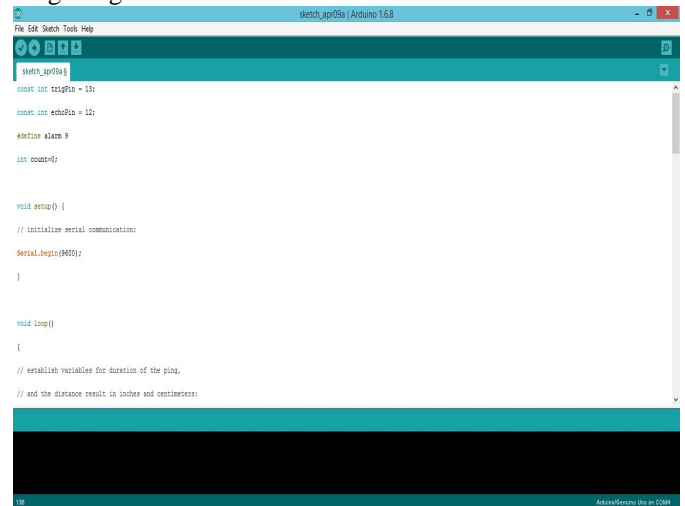 sketch_apr09a | Arduino 1.6.8
File Edit Sketch Tools Help
sketch_apr09a §
const int trigPin = 13;
const int echoPin = 12;
#define alarm 9
int count=0;
void setup() {
// initialize serial communication:
Serial.begin(9600);
}
void loop()
{
// establish variables for duration of the ping,
// and the distance result in inches and centimeters:
138
Arduino/Genuino Uno on COM4